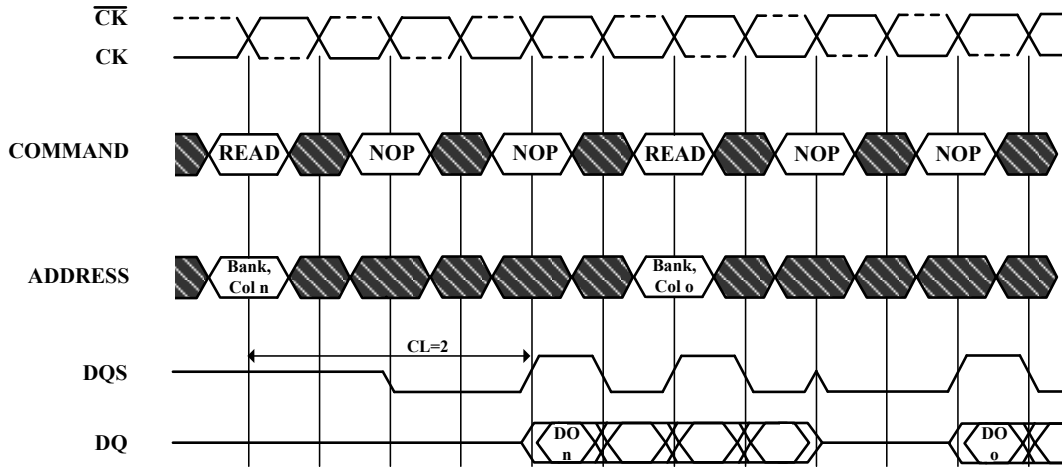 CK
CK
COMMAND READ NOP NOP READ NOP NOP
ADDRESS Bank, Col n Bank, Col o
CL=2
DQS
DQ DO n DO o